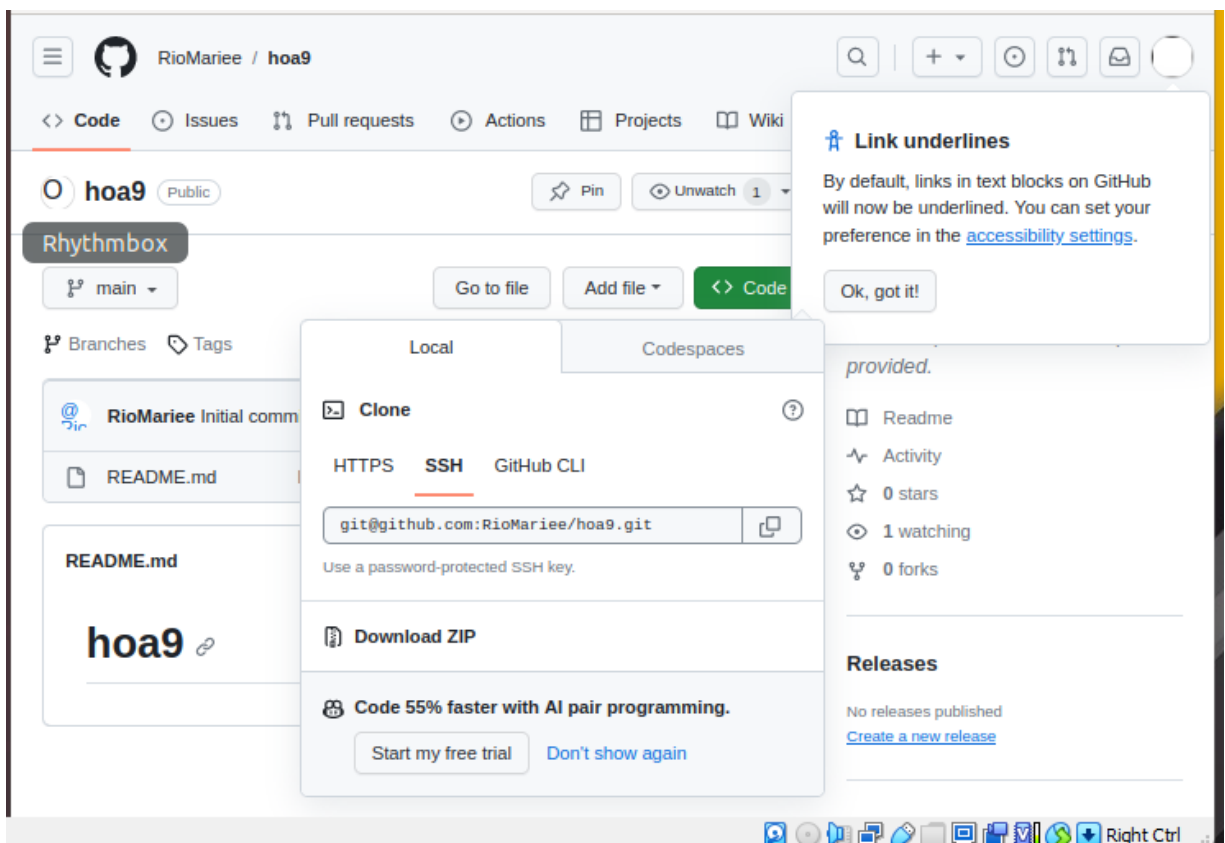 RioMariee / hoa9
Code Issues Pull requests Actions Projects Wiki
Link underlines
By default, links in text blocks on GitHub
will now be underlined. You can set your
preference in the accessibility settings.
Ok, got it!
O hoa9 Public Pin Unwatch 1
Rhythmbox
main Go to file Add file Code
Branches Tags
Local Codespaces
provided.
RioMariee Initial comm
README.md
Clone
HTTPS SSH GitHub CLI
git@github.com:RioMariee/hoa9.git
Use a password-protected SSH key.
Download ZIP
Code 55% faster with AI pair programming.
Start my free trial Don't show again
README.md
hoa9
Readme
Activity
0 stars
1 watching
0 forks
Releases
No releases published
Create a new release
Right Ctrl